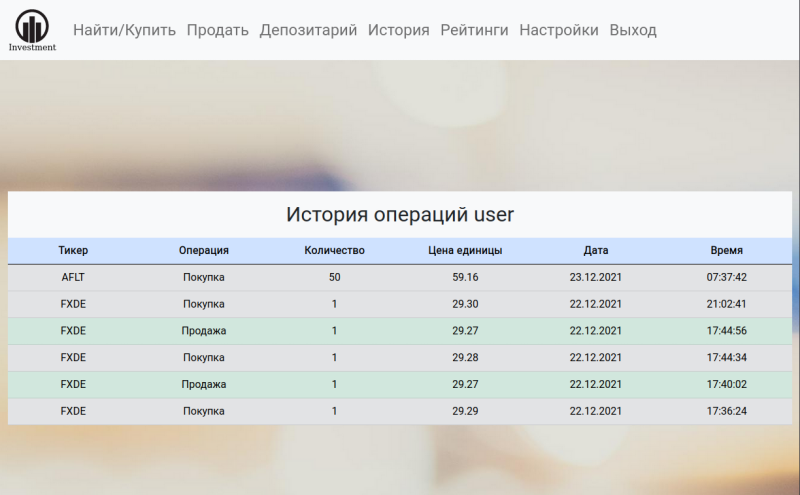 Investment
Найти/Купить Продать Депозитарий История Рейтинги Настройки Выход
История операций user
Тикер Операция Количество Цена единицы Дата Время
AFLT Покупка 50 59.16 23.12.2021 07:37:42
FXDE Покупка 1 29.30 22.12.2021 21:02:41
FXDE Продажа 1 29.27 22.12.2021 17:44:56
FXDE Покупка 1 29.28 22.12.2021 17:44:34
FXDE Продажа 1 29.27 22.12.2021 17:40:02
FXDE Покупка 1 29.29 22.12.2021 17:36:24